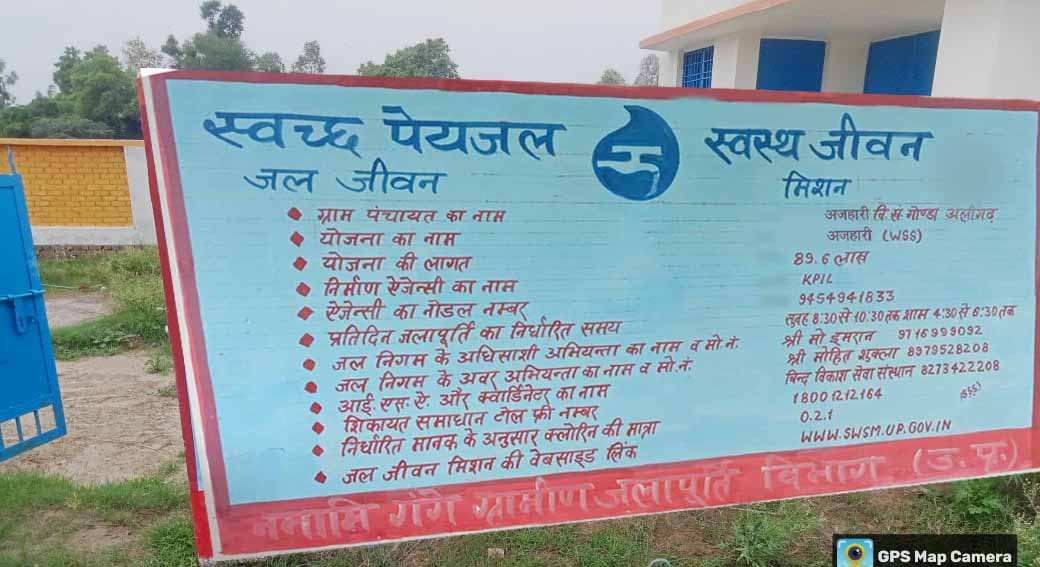 स्वच्छ पेयजल स्वस्थ जीवन
जल जीवन मिशन
ग्राम पंचायत का नाम अजहारी वि.सं. गोण्डा अलीगढ़
योजना का नाम अजहारी (WSS)
योजना की लागत 89.6 लाख
निर्माण ऐजेन्सी का नाम KPIL
ऐजेन्सी का नोडल नम्बर 9454941833
प्रतिदिन जलापूर्ति का निर्धारित समय सुबह 8:30 से 10:30 तक शाम 4:30 से 6:30 तक
जल निगम के अधिसाशी अभियन्ता का नाम व मो.नं. श्री मो इमरान 9716999092
जल निगम के अवर अभियन्ता का नाम व मो.नं. श्री मोहित शुक्ला 8979528208
आई.एस.ए. और क्वार्डिनेटर का नाम बिन्द विकाश सेवा संस्थान 8273422208
शिकायत समाधान टोल फ्री नम्बर 18001212164
निर्धारित मानक के अनुसार क्लोरिन की मात्रा 0.2.1
जल जीवन मिशन की वेबसाइड लिंक WWW.SWSM.UP.GOV.IN
नमामि गंगे ग्रामीण जलापूर्ति विभाग (उ.प्र.)
GPS Map Camera